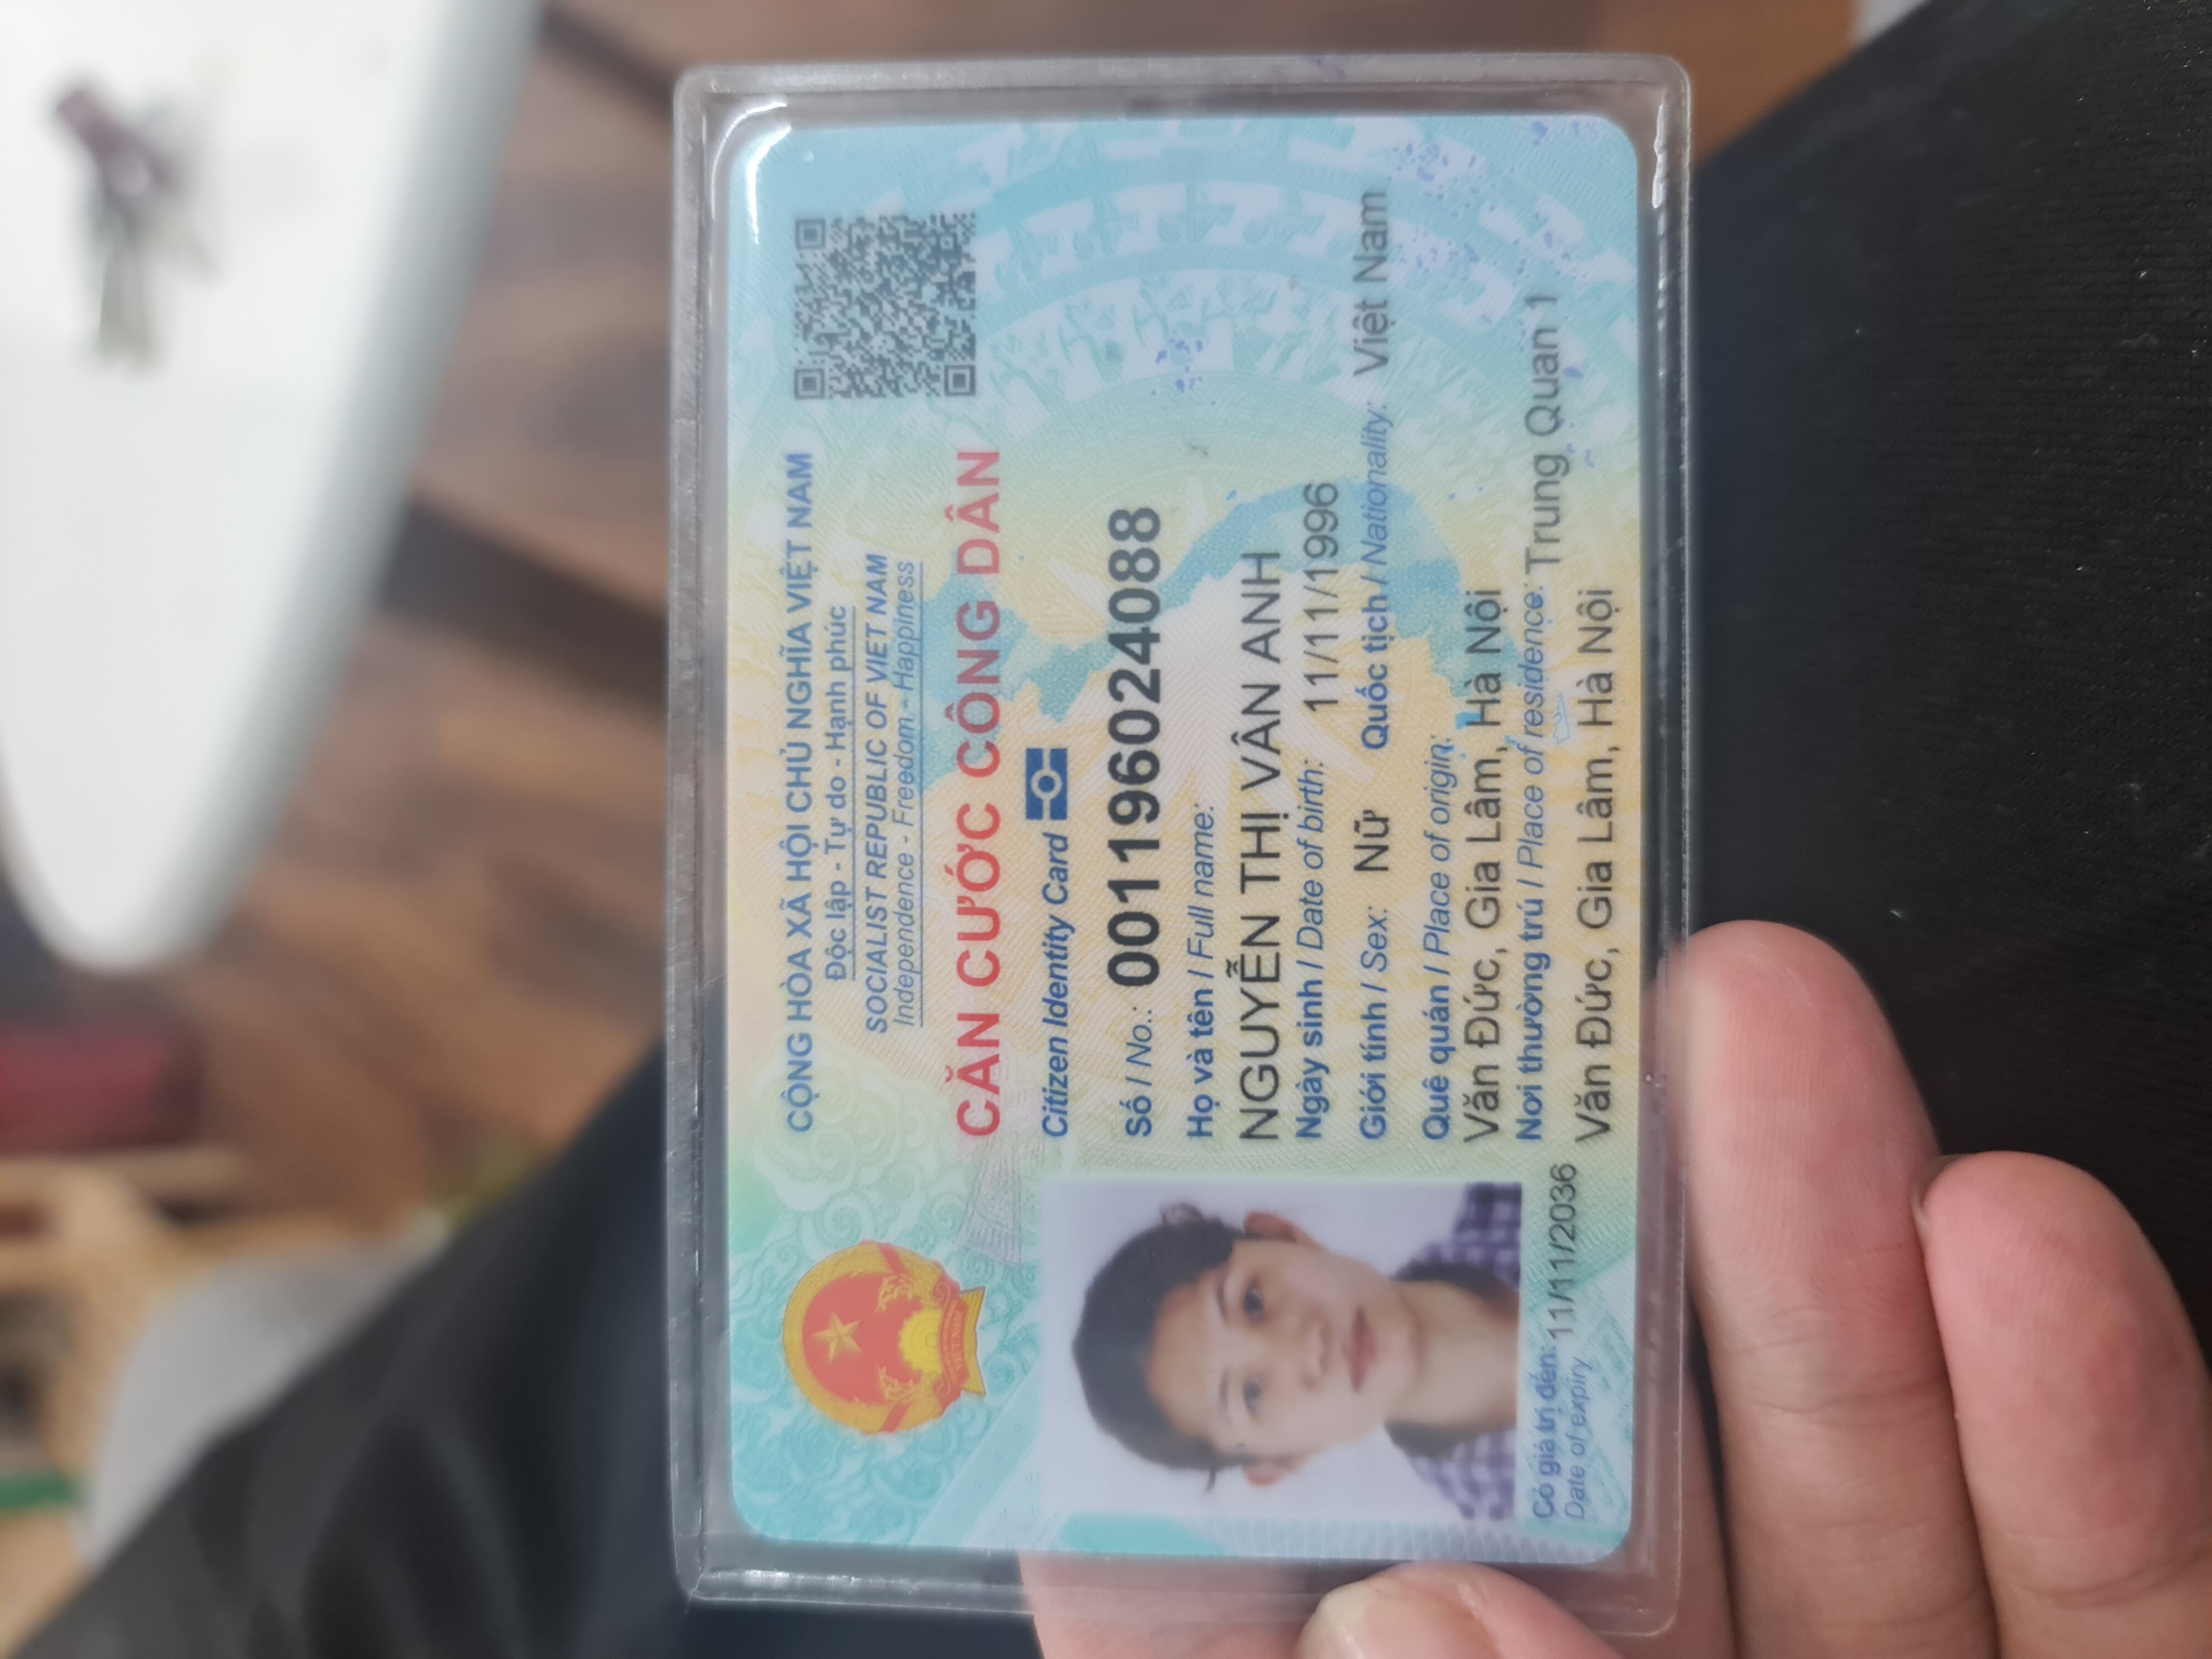 CỘNG HÒA XÃ HỘI CHỦ NGHĨA VIỆT NAM
Độc lập - Tự do - Hạnh phúc
SOCIALIST REPUBLIC OF VIET NAM
Independence - Freedom - Happiness
CĂN CƯỚC CÔNG DÂN
Citizen Identity Card
Số / No.: 001196024088
Họ và tên / Full name:
NGUYỄN THỊ VÂN ANH
Ngày sinh / Date of birth: 11/11/1996
Giới tính / Sex: Nữ Quốc tịch / Nationality: Việt Nam
Quê quán / Place of origin:
Văn Đức, Gia Lâm, Hà Nội
Nơi thường trú / Place of residence: Trung Quan 1
Văn Đức, Gia Lâm, Hà Nội
Có giá trị đến: 11/11/2036
Date of expiry